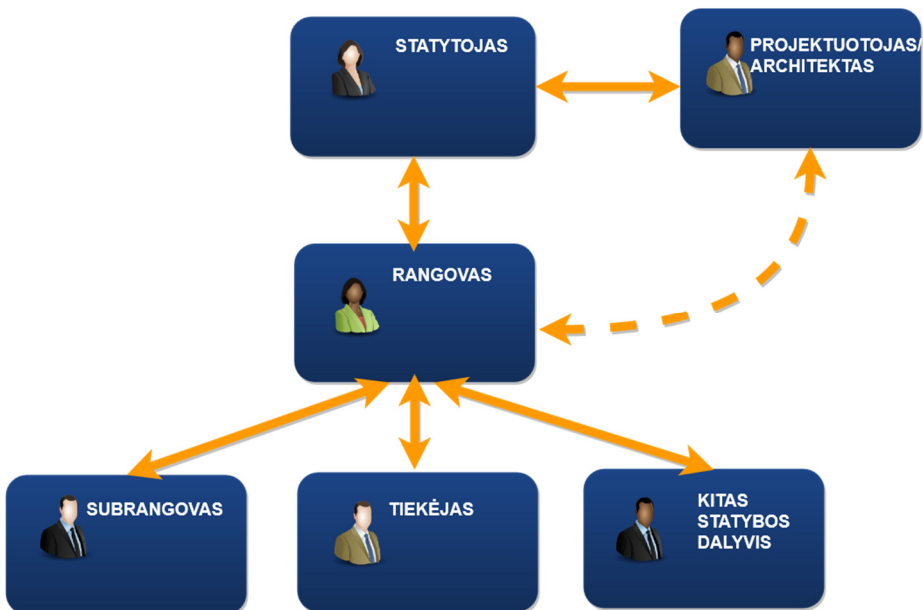 STATYTOJAS
PROJEKTUOTOJAS/
ARCHITEKTAS
RANGOVAS
SUBRANGOVAS
TIEKĖJAS
KITAS
STATYBOS
DALYVIS